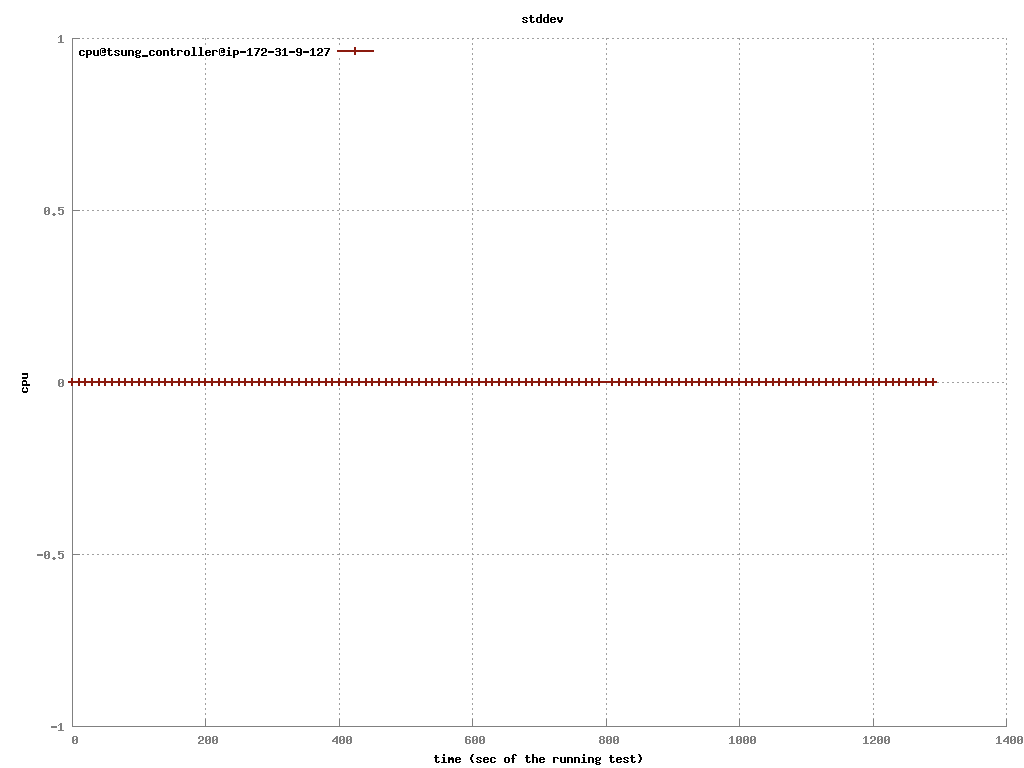 stddev
cpu@tsung_controller@ip-172-31-9-127
1
0.5
0
-0.5
-1
cpu
0 200 400 600 800 1000 1200 1400
time (sec of the running test)